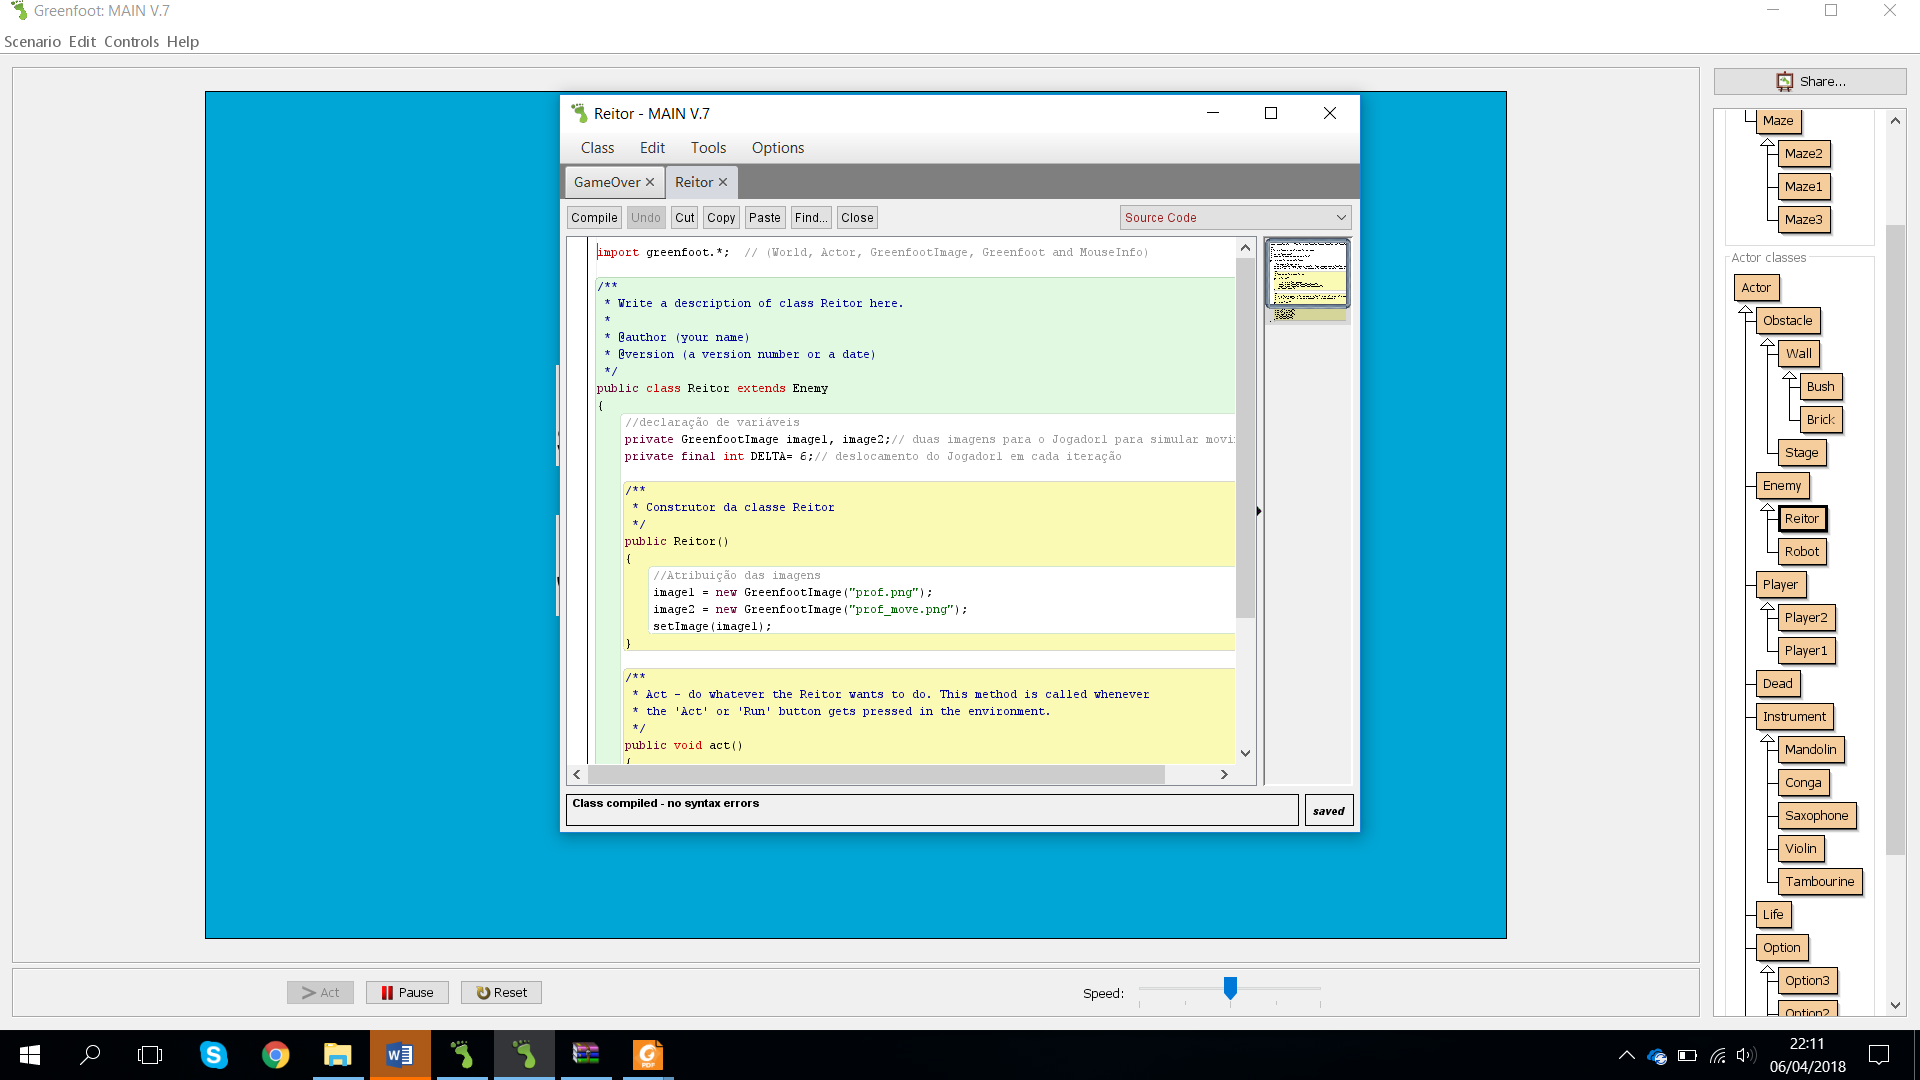 Greenfoot: MAIN V.7
Scenario Edit Controls Help
Share...
Reitor - MAIN V.7
Class Edit Tools Options
GameOver Reitor
Compile Undo Cut Copy Paste Find... Close Source Code
import greenfoot.*;  // (World, Actor, GreenfootImage, Greenfoot and MouseInfo)
/**
 * Write a description of class Reitor here.
 *
 * @author (your name)
 * @version (a version number or a date)
 */
public class Reitor extends Enemy
{
//declaração de variáveis
private GreenfootImage image1, image2;// duas imagens para o Jogador1 para simular
private final int DELTA= 6;// deslocamento do Jogador1 em cada iteração
/**
 * Construtor da classe Reitor
 */
public Reitor()
{
//Atribuição das imagens
image1 = new GreenfootImage("prof.png");
image2 = new GreenfootImage("prof_move.png");
setImage(image1);
}
/**
 * Act - do whatever the Reitor wants to do. This method is called whenever
 * the 'Act' or 'Run' button gets pressed in the environment.
 */
public void act()
{
Class compiled - no syntax errors
saved
Maze
Maze2
Maze1
Maze3
Actor classes
Actor
Obstacle
Wall
Bush
Brick
Stage
Enemy
Reitor
Robot
Player
Player2
Player1
Dead
Instrument
Mandolin
Conga
Saxophone
Violin
Tambourine
Life
Option
Option3
Option2
Act Pause Reset
Speed:
22:11
06/04/2018